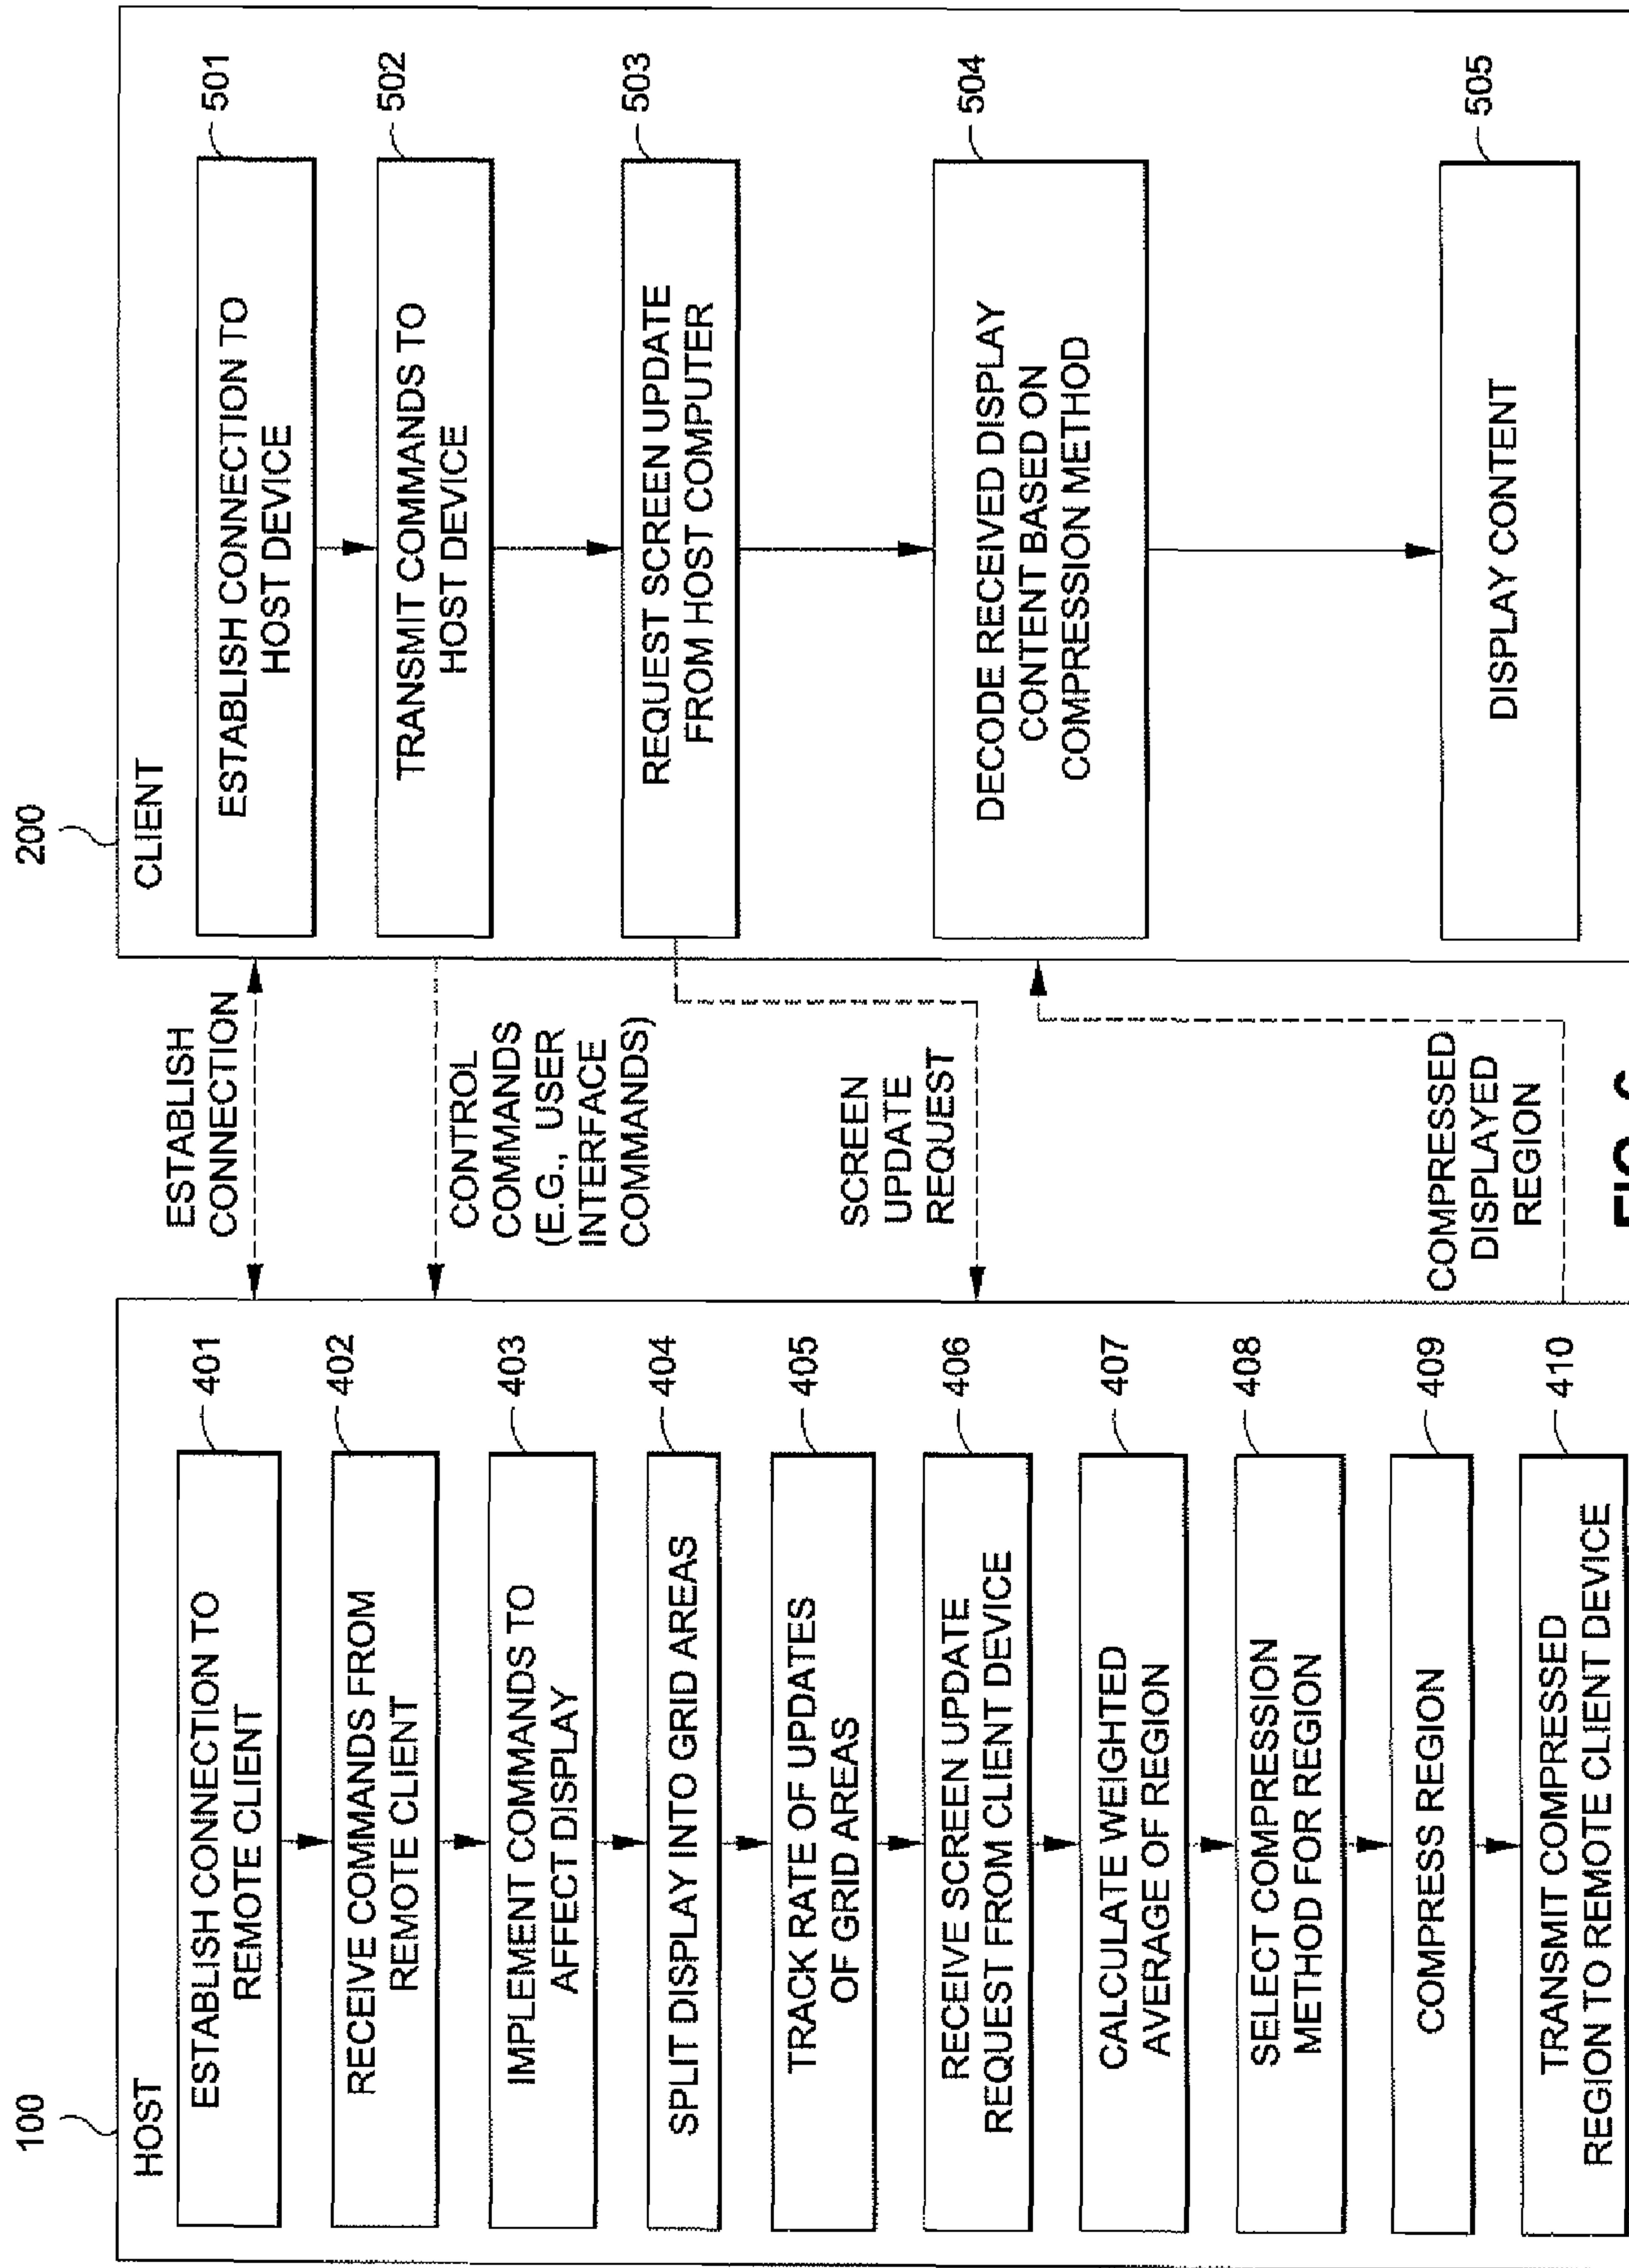 100
HOST
ESTABLISH CONNECTION TO
REMOTE CLIENT
401
RECEIVE COMMANDS FROM
REMOTE CLIENT
402
IMPLEMENT COMMANDS TO
AFFECT DISPLAY
403
SPLIT DISPLAY INTO GRID AREAS
404
TRACK RATE OF UPDATES
OF GRID AREAS
405
RECEIVE SCREEN UPDATE
REQUEST FROM CLIENT DEVICE
406
CALCULATE WEIGHTED
AVERAGE OF REGION
407
SELECT COMPRESSION
METHOD FOR REGION
408
COMPRESS REGION
409
TRANSMIT COMPRESSED
REGION TO REMOTE CLIENT DEVICE
410
ESTABLISH
CONNECTION
CONTROL
COMMANDS
(E.G., USER
INTERFACE
COMMANDS)
SCREEN
UPDATE
REQUEST
COMPRESSED
DISPLAYED
REGION
200
CLIENT
ESTABLISH CONNECTION TO
HOST DEVICE
501
TRANSMIT COMMANDS TO
HOST DEVICE
502
REQUEST SCREEN UPDATE
FROM HOST COMPUTER
503
DECODE RECEIVED DISPLAY
CONTENT BASED ON
COMPRESSION METHOD
504
DISPLAY CONTENT
505